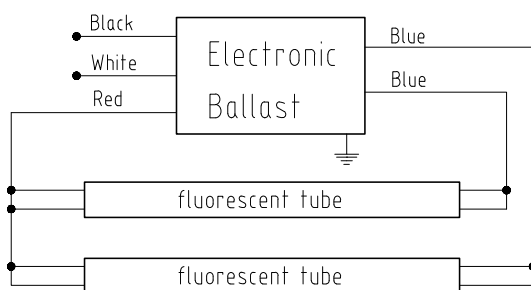 Black
White
Red
Electronic
Ballast
Blue
Blue
fluorescent tube
fluorescent tube